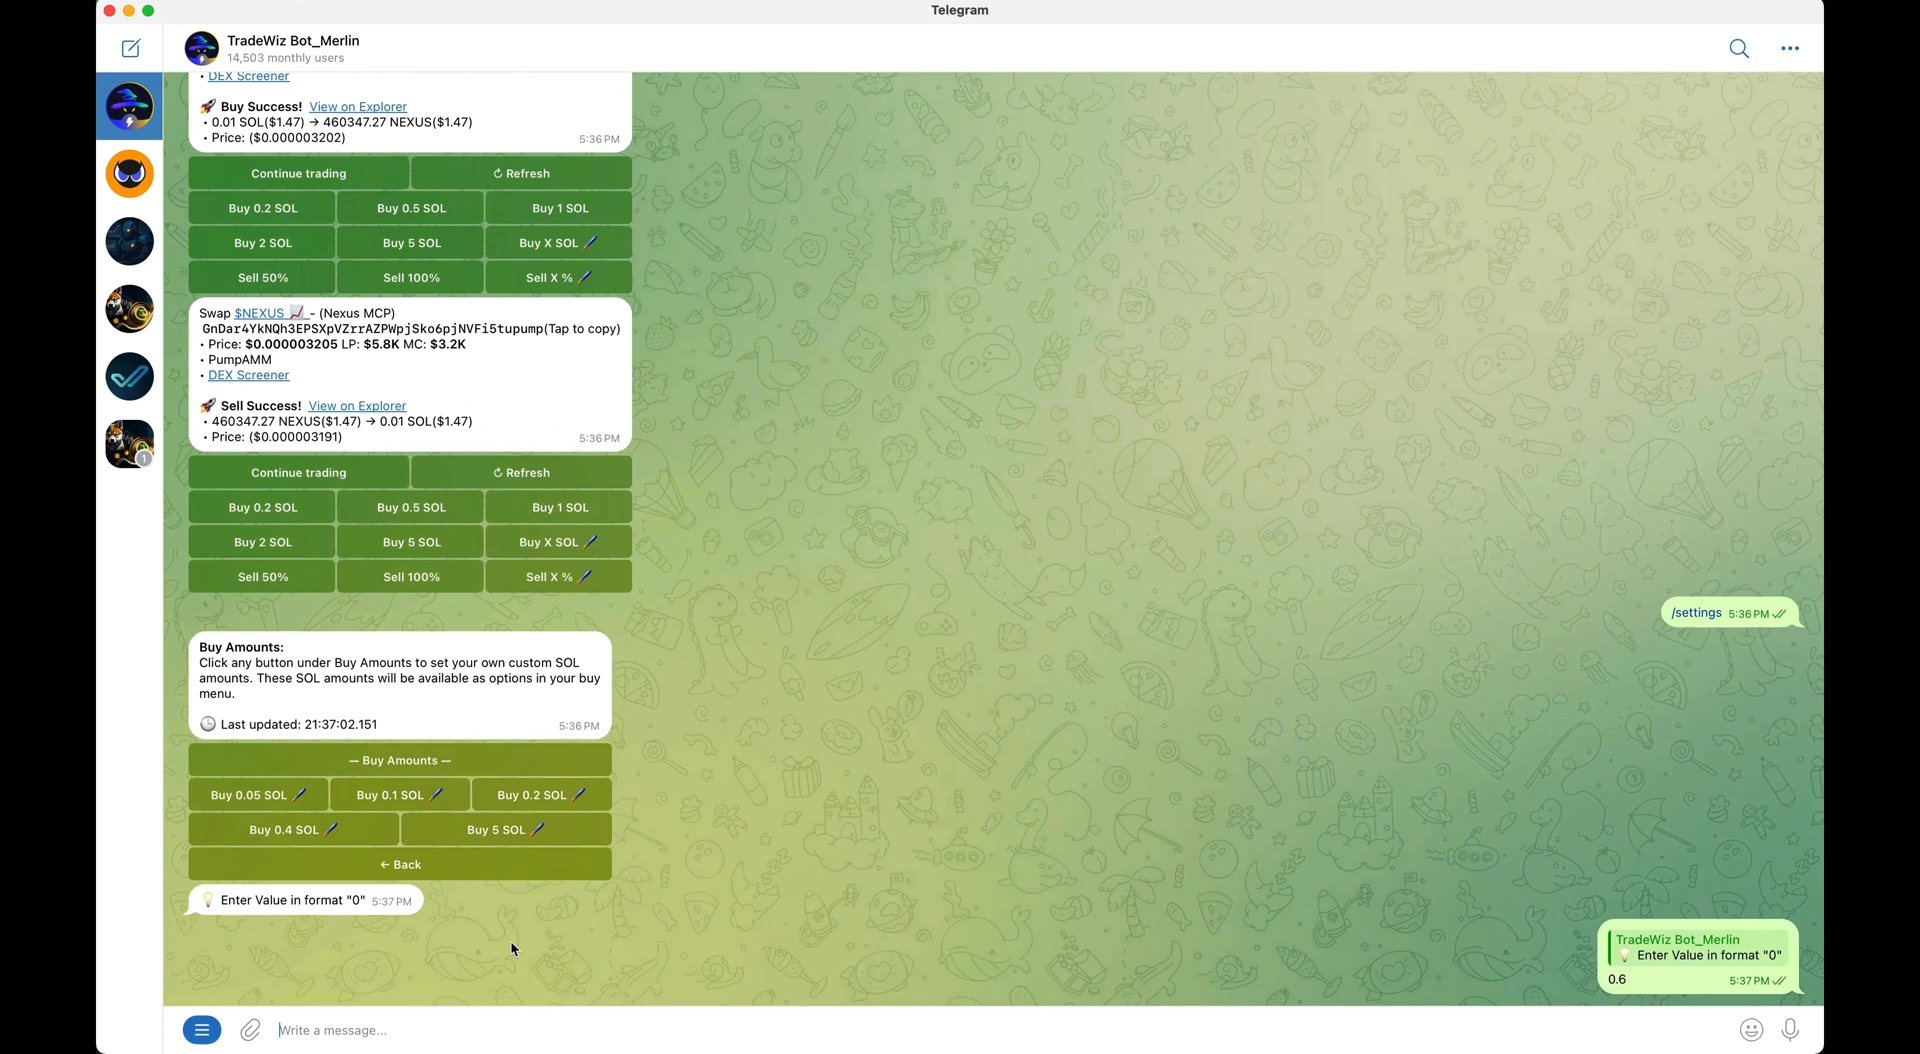 Telegram
TradeWiz Bot_Merlin
14,503 monthly users
• DEX Screener
🚀 Buy Success! View on Explorer
• 0.01 SOL($1.47) → 460347.27 NEXUS($1.47)
• Price: ($0.000003202)
5:36 PM
Continue trading
↻ Refresh
Buy 0.2 SOL
Buy 0.5 SOL
Buy 1 SOL
Buy 2 SOL
Buy 5 SOL
Buy X SOL 🖊
Sell 50%
Sell 100%
Sell X % 🖊
Swap $NEXUS 📈 - (Nexus MCP)
GnDar4YkNQh3EPSXpVZrrAZPWpjSko6pjNVFi5tupump(Tap to copy)
• Price: $0.000003205 LP: $5.8K MC: $3.2K
• PumpAMM
• DEX Screener
🚀 Sell Success! View on Explorer
• 460347.27 NEXUS($1.47) → 0.01 SOL($1.47)
• Price: ($0.000003191)
5:36 PM
Continue trading
↻ Refresh
Buy 0.2 SOL
Buy 0.5 SOL
Buy 1 SOL
Buy 2 SOL
Buy 5 SOL
Buy X SOL 🖊
Sell 50%
Sell 100%
Sell X % 🖊
1
/settings 5:36 PM
Buy Amounts:
Click any button under Buy Amounts to set your own custom SOL
amounts. These SOL amounts will be available as options in your buy
menu.
🕒 Last updated: 21:37:02.151
5:36 PM
— Buy Amounts —
Buy 0.05 SOL 🖊
Buy 0.1 SOL 🖊
Buy 0.2 SOL 🖊
Buy 0.4 SOL 🖊
Buy 5 SOL 🖊
← Back
💡 Enter Value in format "0" 5:37 PM
TradeWiz Bot_Merlin
💡 Enter Value in format "0"
0.6
5:37 PM
Write a message...